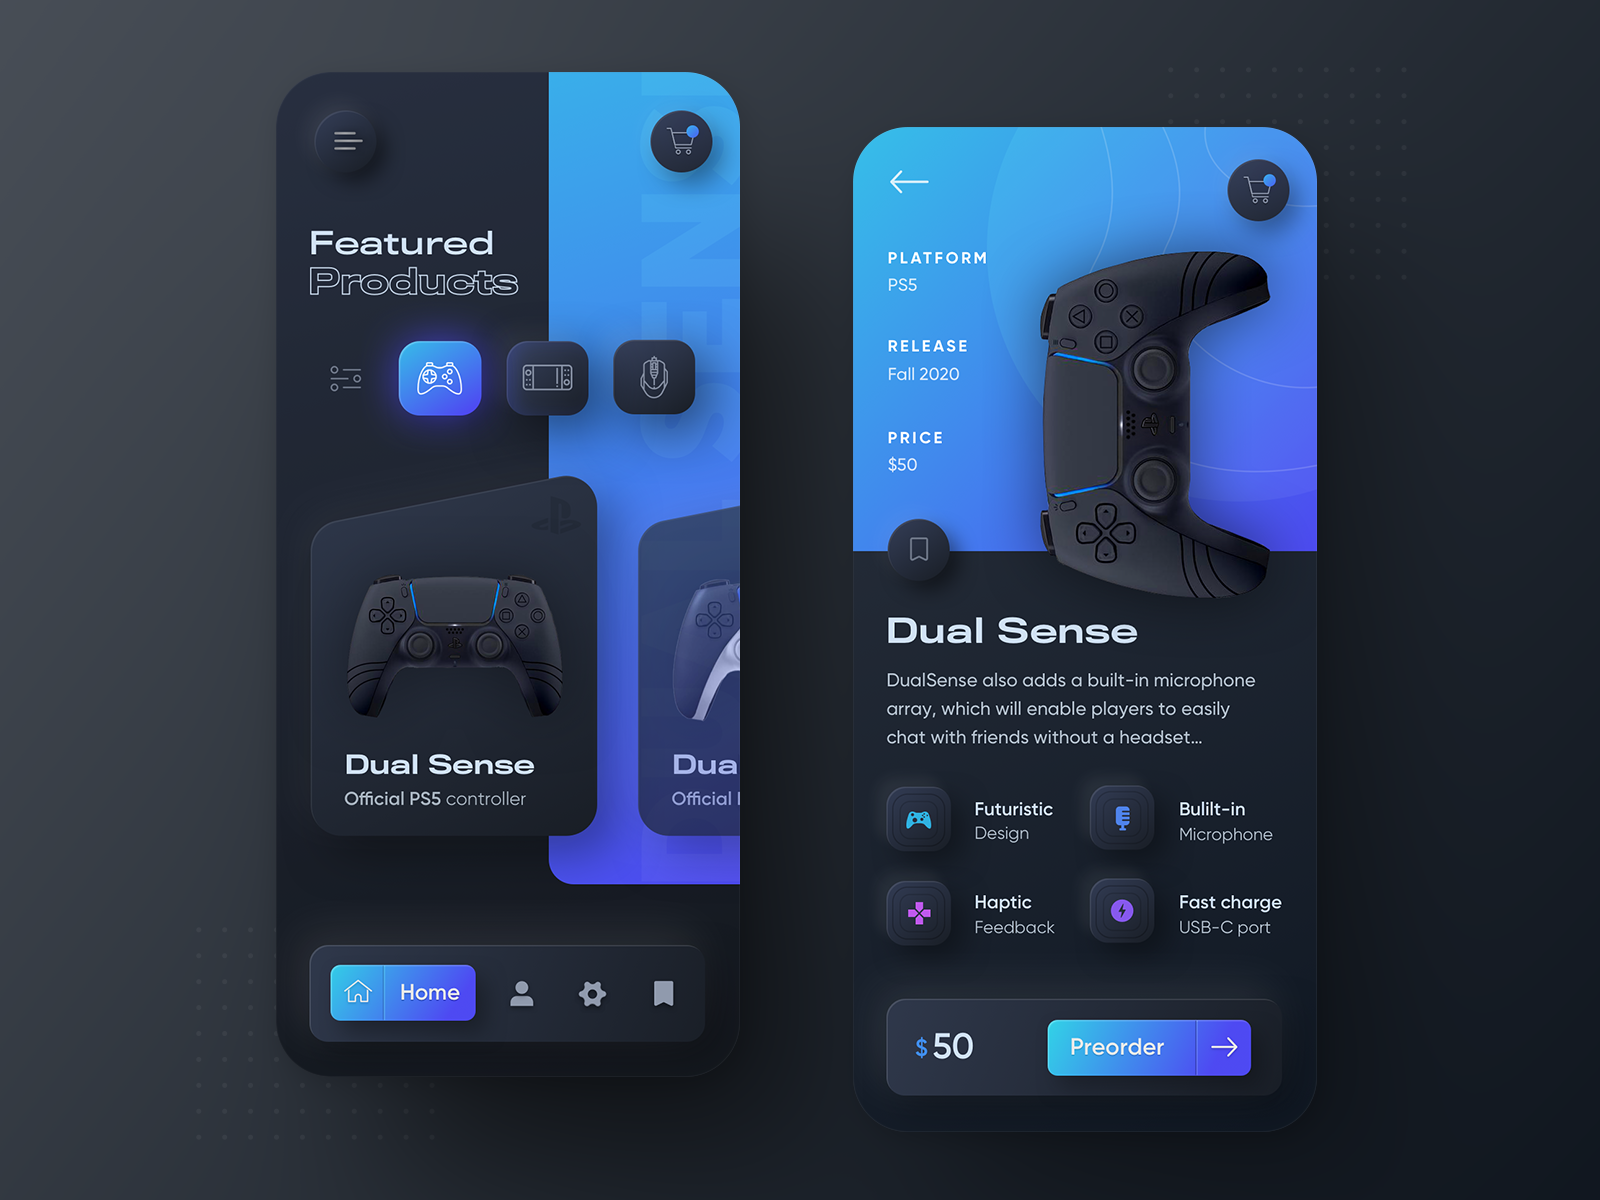 Featured
Products
SENS
Dual Sense
Official PS5 controller
Dua
Official
Home
PLATFORM
PS5
RELEASE
Fall 2020
PRICE
$50
Dual Sense
DualSense also adds a built-in microphone
array, which will enable players to easily
chat with friends without a headset...
Futuristic
Design
Bulilt-in
Microphone
Haptic
Feedback
Fast charge
USB-C port
$ 50
Preorder